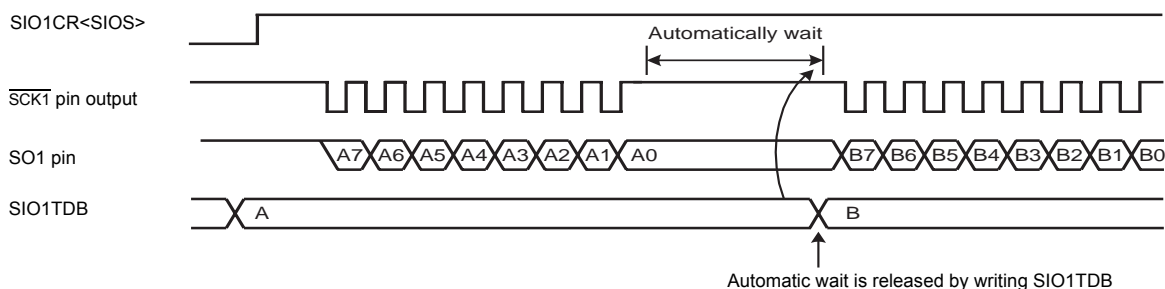 SIO1CR<SIOS>
Automatically wait
SCK1 pin output
SO1 pin
A7 A6 A5 A4 A3 A2 A1 A0 B7 B6 B5 B4 B3 B2 B1 B0
SIO1TDB
A B
Automatic wait is released by writing SIO1TDB